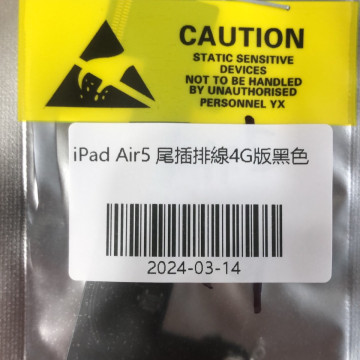 CAUTION
STATIC SENSITIVE
DEVICES
NOT TO BE HANDLED
BY UNAUTHORISED
PERSONNEL YX
iPad Air5 尾插排線4G版黑色
2024-03-14